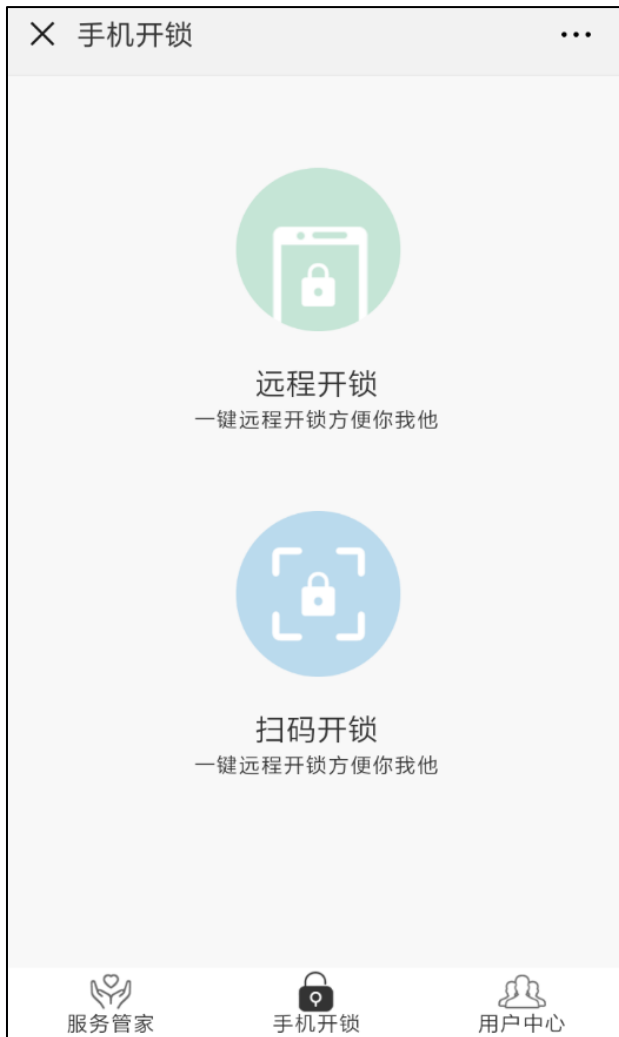 手机开锁
远程开锁
一键远程开锁方便你我他
扫码开锁
一键远程开锁方便你我他
服务管家 手机开锁 用户中心